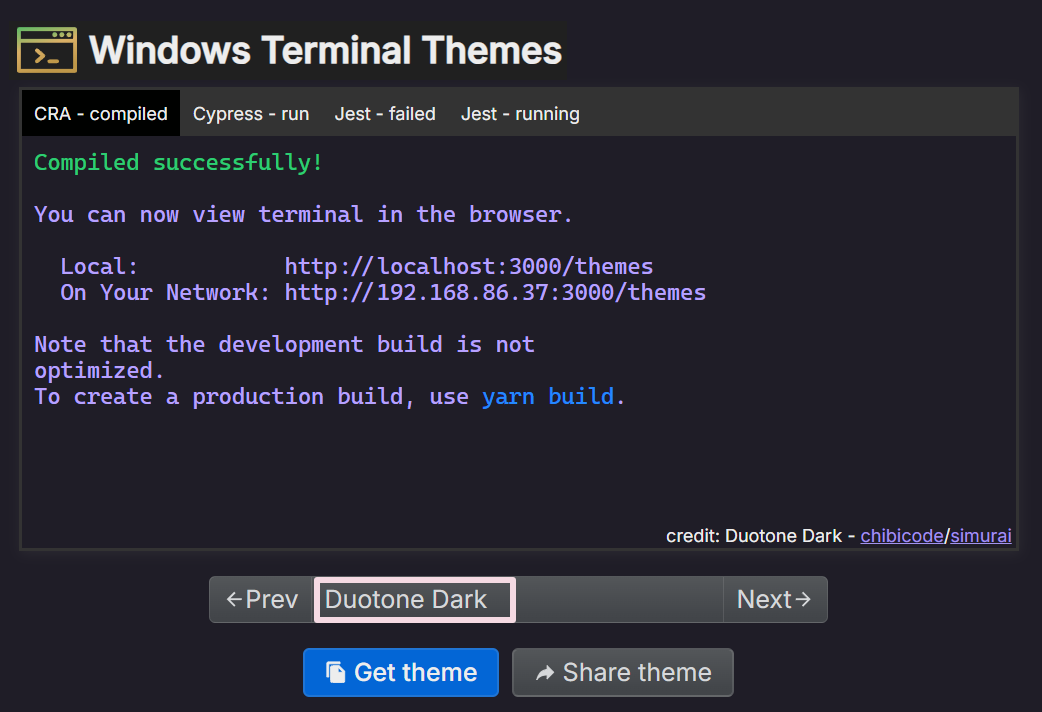 Windows Terminal Themes
CRA - compiled Cypress - run Jest - failed Jest - running
Compiled successfully!
You can now view terminal in the browser.
Local: http://localhost:3000/themes
On Your Network: http://192.168.86.37:3000/themes
Note that the development build is not
optimized.
To create a production build, use yarn build.
credit: Duotone Dark - chibicode/simurai
←Prev Duotone Dark Next→
Get theme Share theme